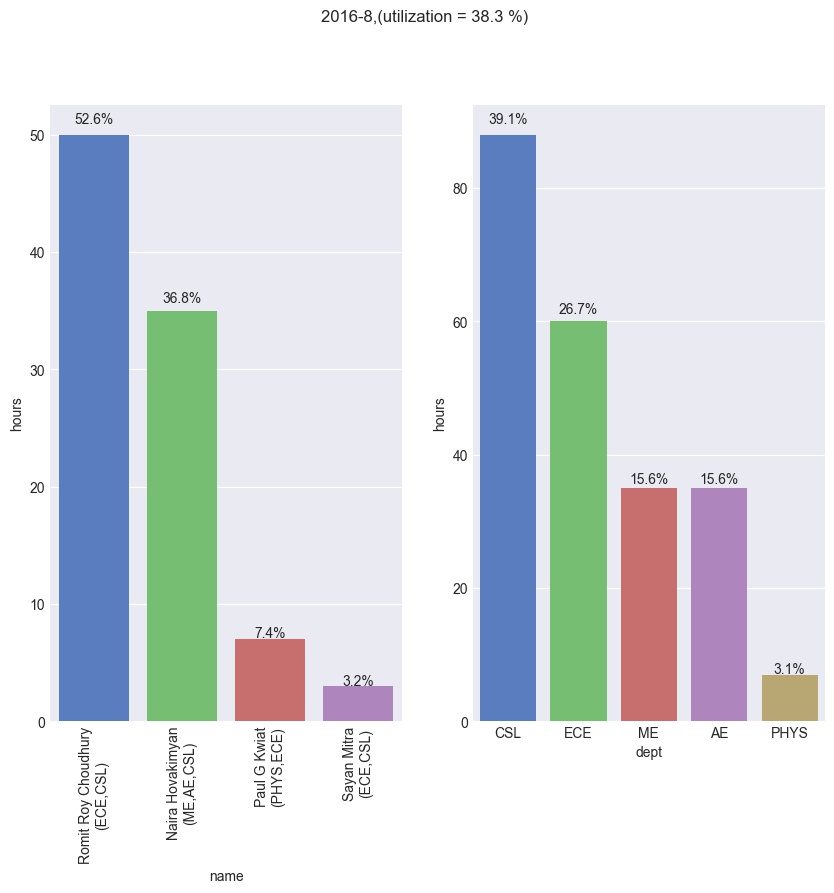 2016-8,(utilization = 38.3 %)
52.6%
36.8%
7.4%
3.2%
50
40
30
20
10
0
hours
Romit Roy Choudhury
(ECE,CSL)
Naira Hovakimyan
(ME,AE,CSL)
Paul G Kwiat
(PHYS,ECE)
Sayan Mitra
(ECE,CSL)
name
39.1%
26.7%
15.6%
15.6%
3.1%
80
60
40
20
0
hours
CSL
ECE
ME
AE
PHYS
dept